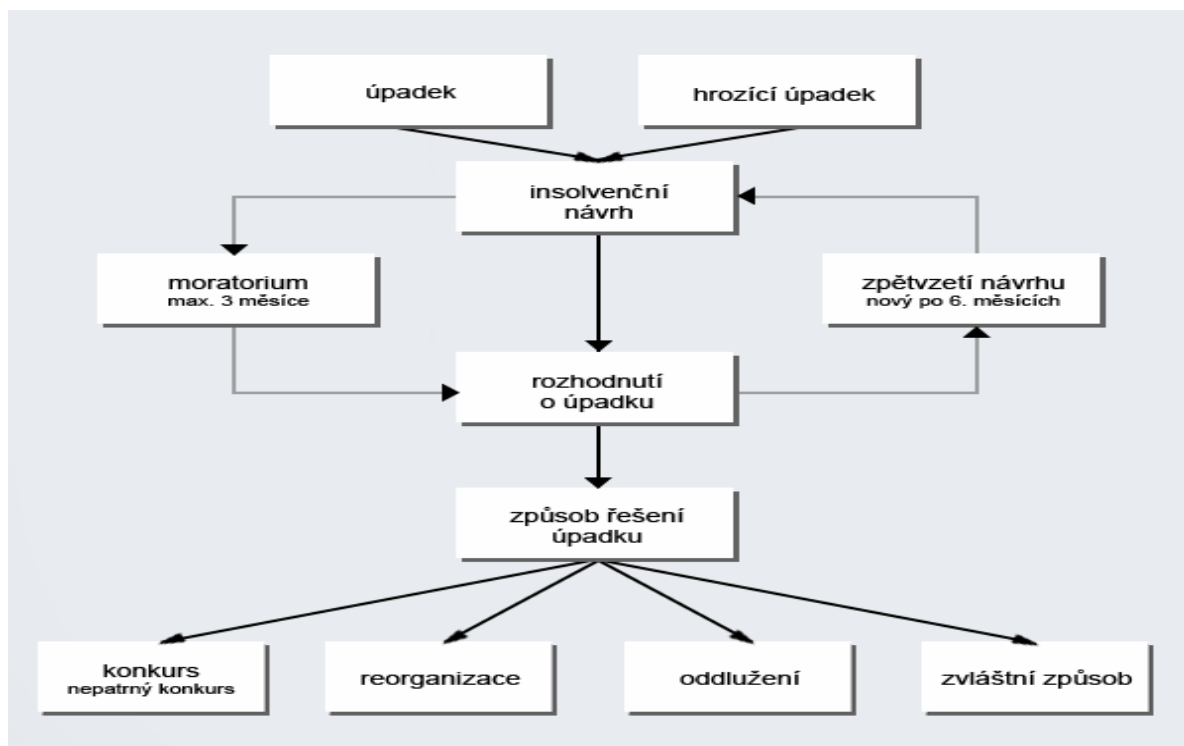 úpadek
hrozící úpadek
insolvenční
návrh
moratorium
max. 3 měsíce
zpětvzetí návrhu
nový po 6. měsících
rozhodnutí
o úpadku
způsob řešení
úpadku
konkurs
nepatrný konkurs
reorganizace
oddlužení
zvláštní způsob